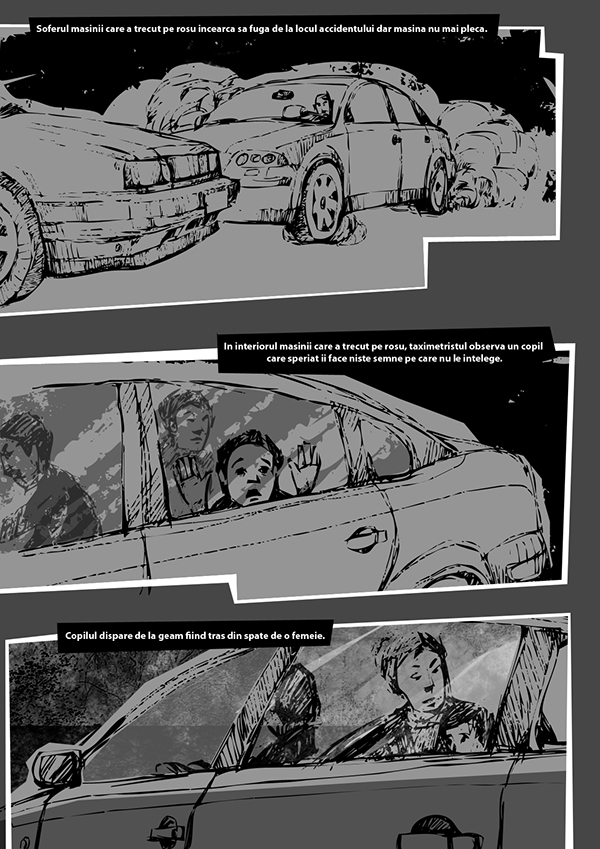 Soferul masinii care a trecut pe rosu incearca sa fuga de la locul accidentului dar masina nu mai pleca.
In interiorul masinii care a trecut pe rosu, taximetristul observa un copil
care speriat ii face niste semne pe care nu le intelege.
Copilul dispare de la geam fiind tras din spate de o femeie.